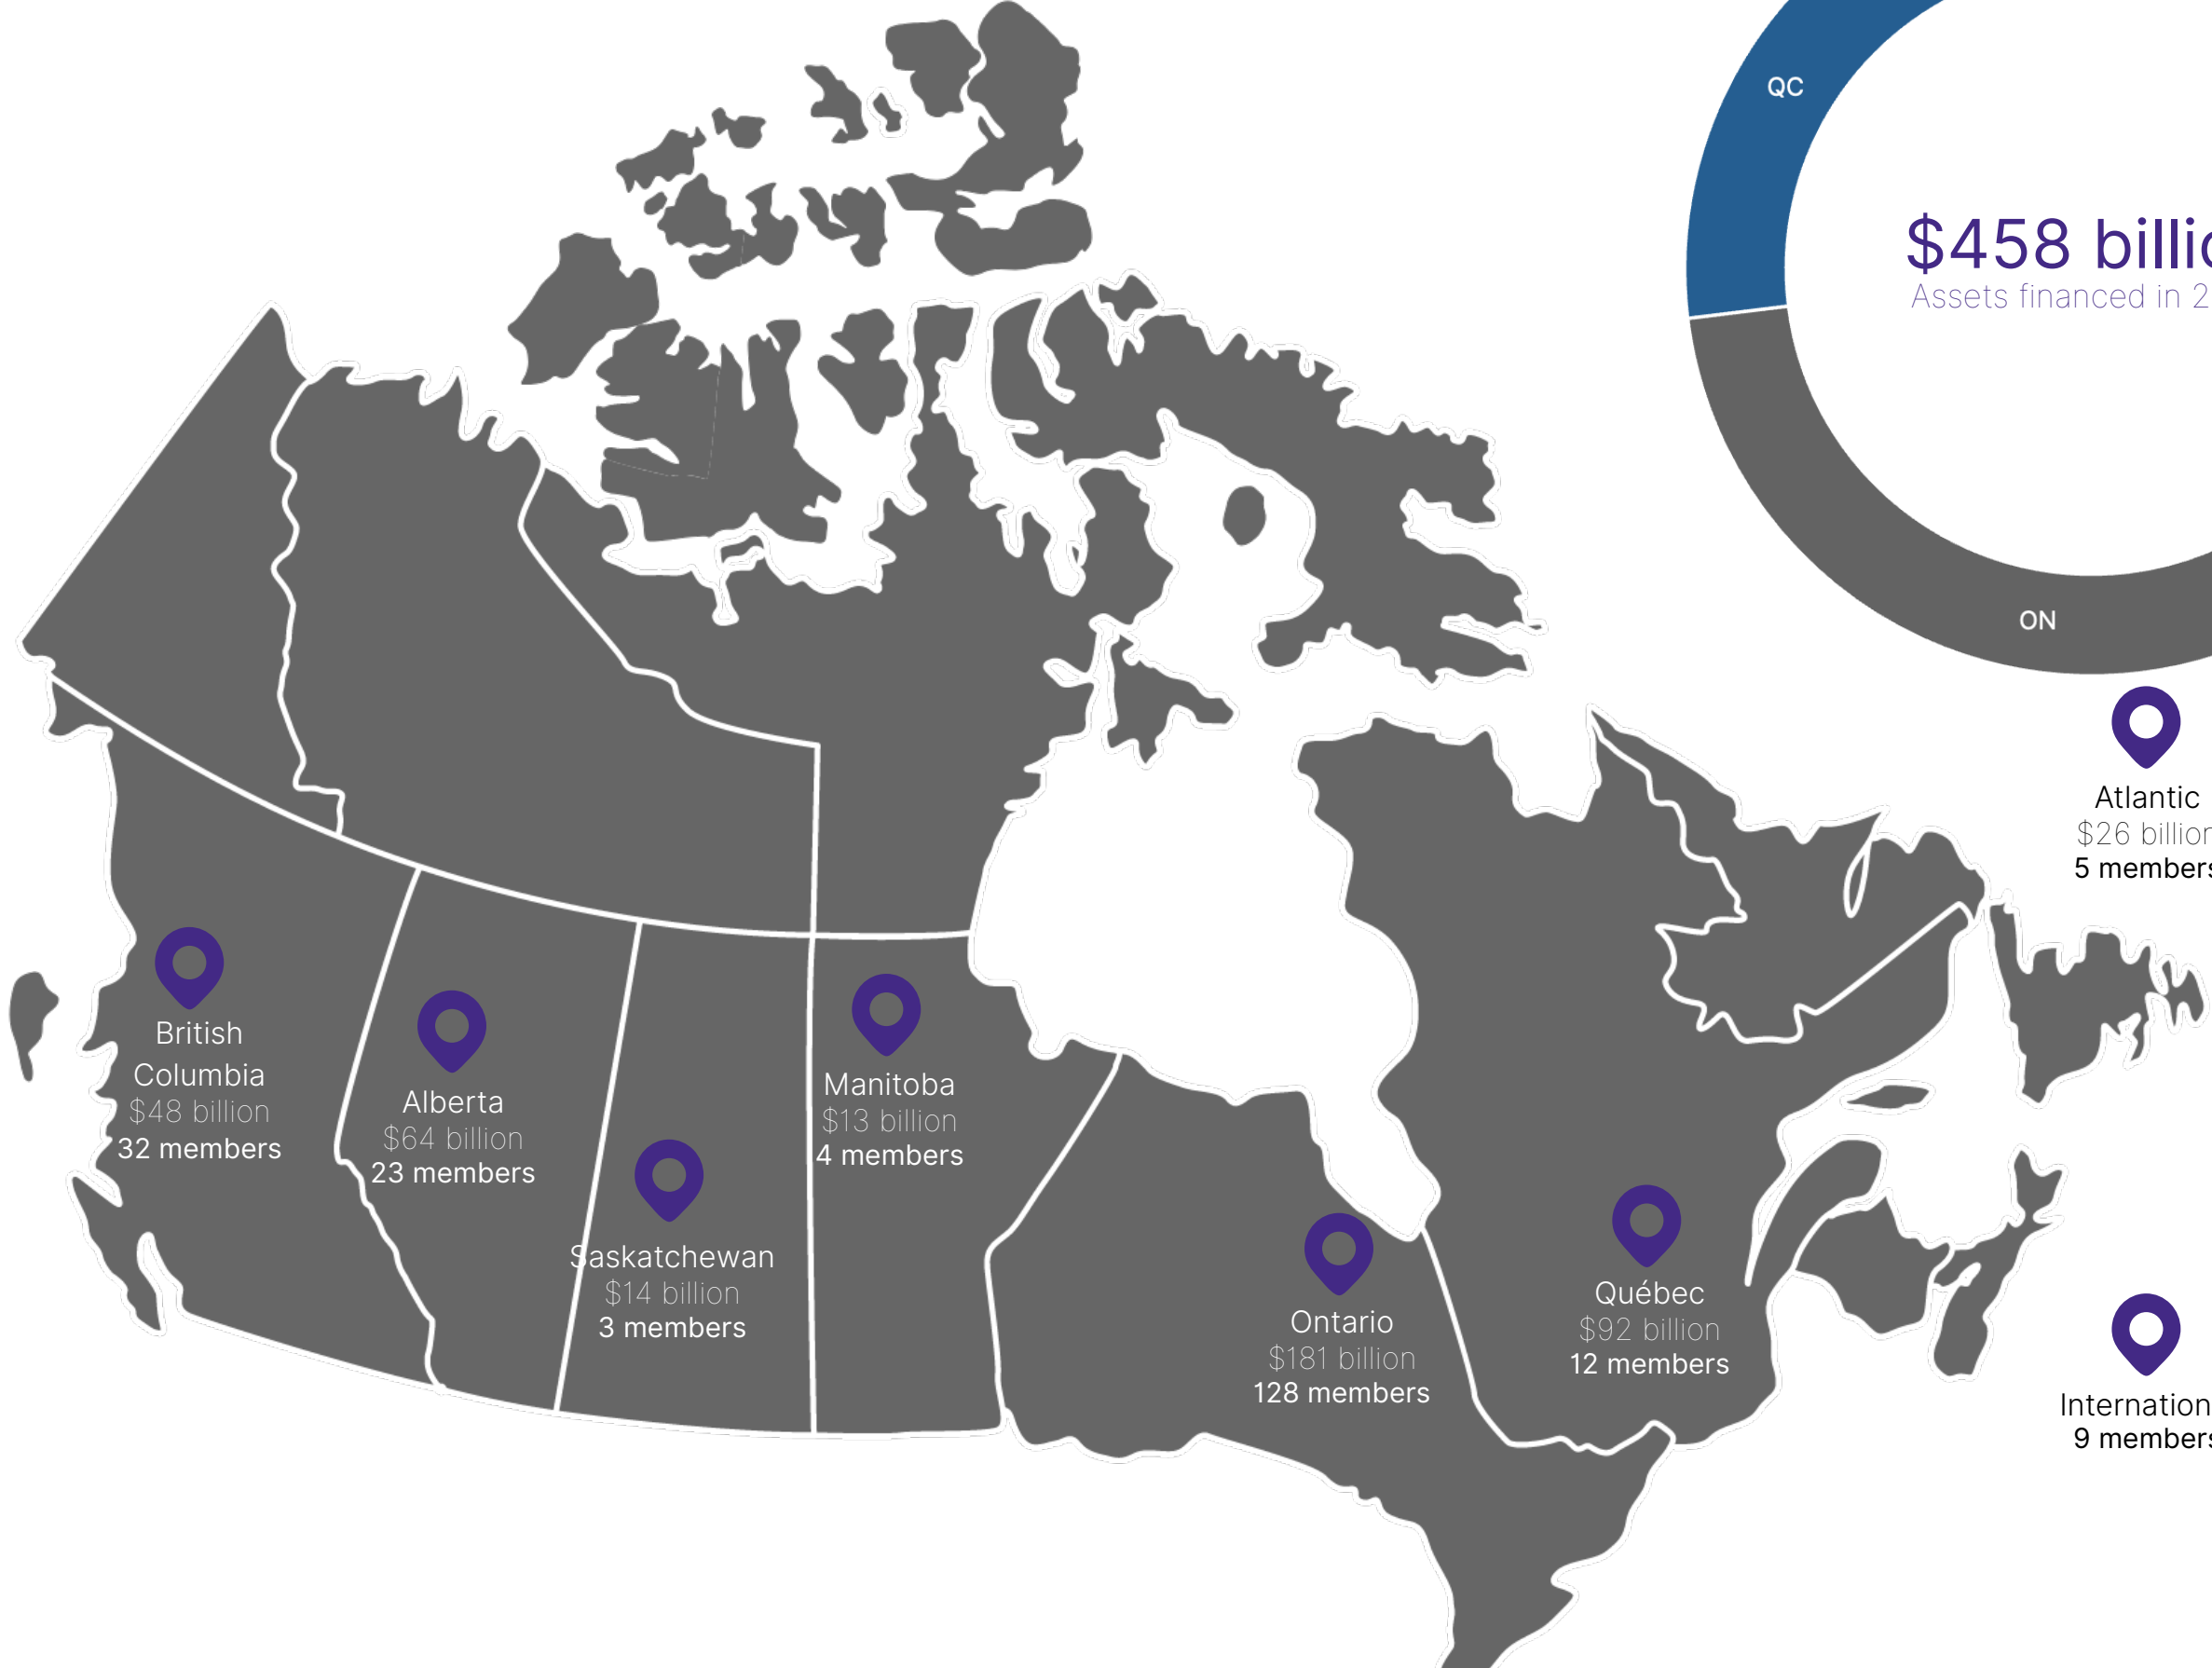 QC
$458 billio
Assets financed in 2
ON
Atlantic
$26 billion
5 members
British
Columbia
$48 billion
32 members
Alberta
$64 billion
23 members
Manitoba
$13 billion
4 members
Saskatchewan
$14 billion
3 members
Ontario
$181 billion
128 members
Québec
$92 billion
12 members
Internation
9 members